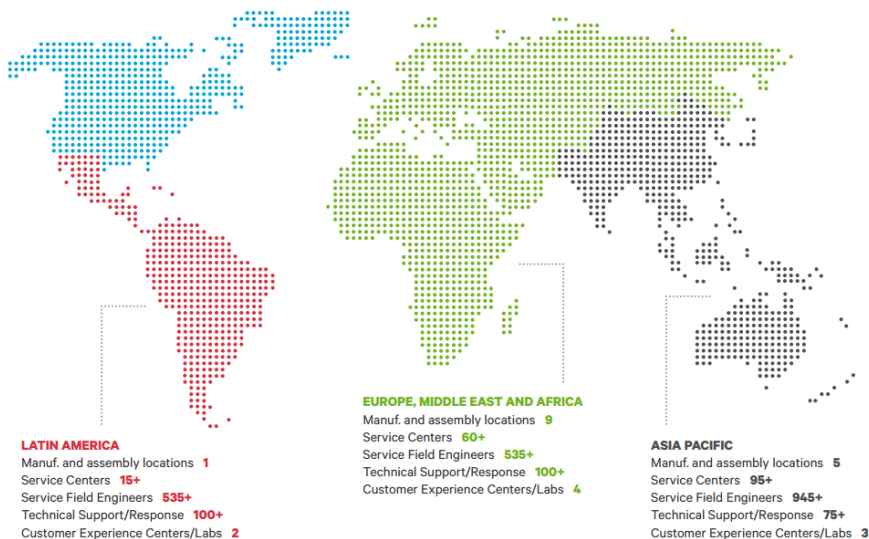 LATIN AMERICA
Manuf. and assembly locations 1
Service Centers 15+
Service Field Engineers 535+
Technical Support/Response 100+
Customer Experience Centers/Labs 2
EUROPE, MIDDLE EAST AND AFRICA
Manuf. and assembly locations 9
Service Centers 60+
Service Field Engineers 535+
Technical Support/Response 100+
Customer Experience Centers/Labs 4
ASIA PACIFIC
Manuf. and assembly locations 5
Service Centers 95+
Service Field Engineers 945+
Technical Support/Response 75+
Customer Experience Centers/Labs 3